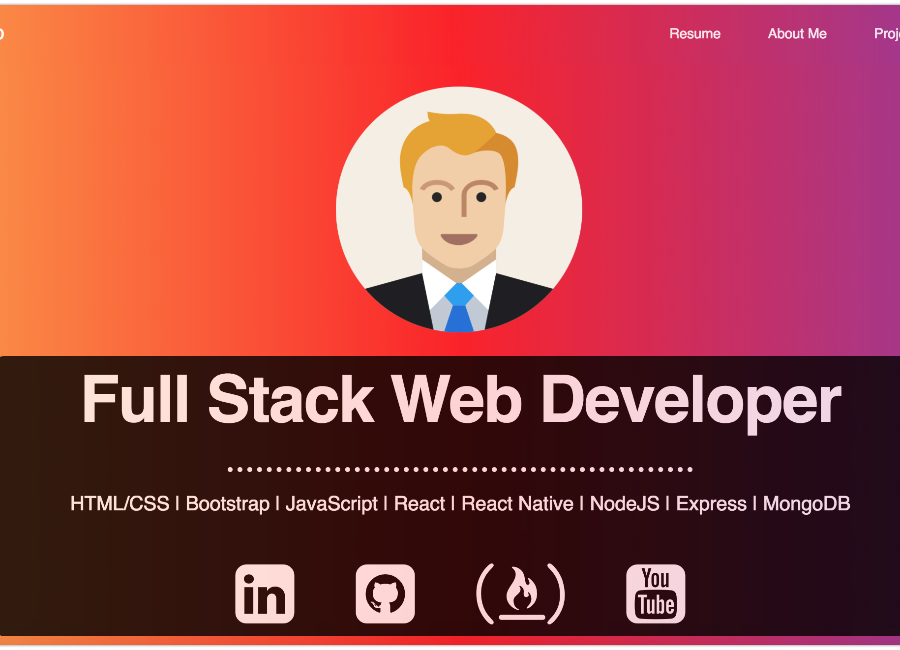 Resume About Me
Full Stack Web Developer
HTML/CSS | Bootstrap | JavaScript | React | React Native | NodeJS | Express | MongoDB
in You
Tube